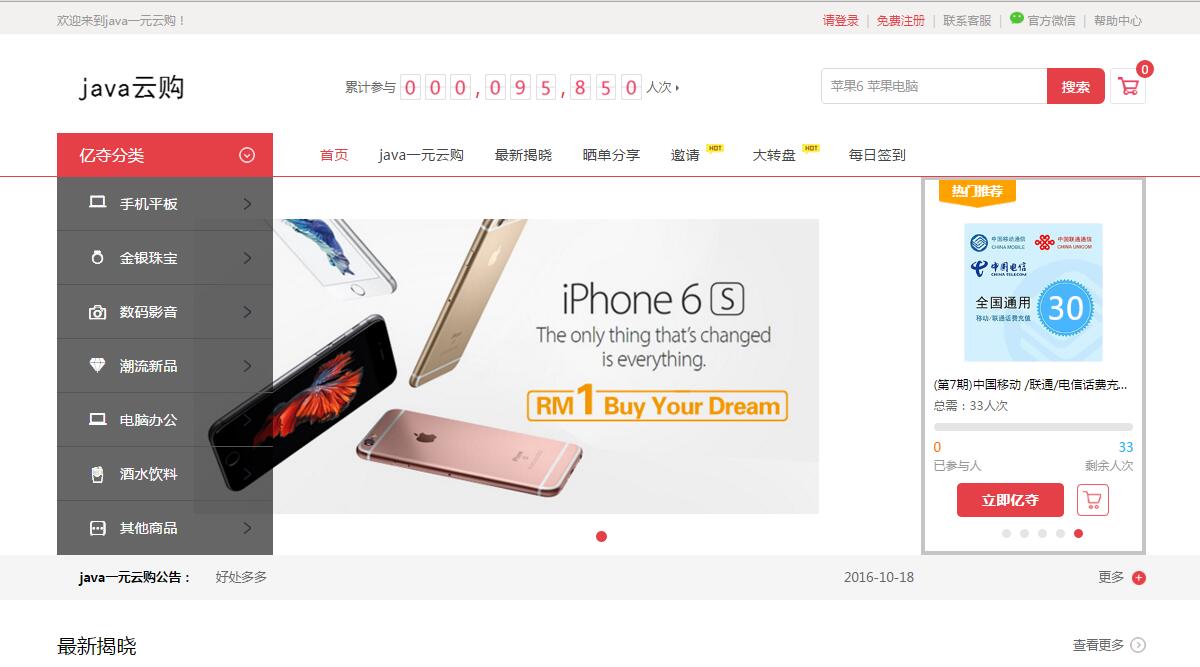 欢迎来到java一元云购！
请登录 | 免费注册 | 联系客服 | 官方微信 | 帮助中心
java云购
累计参与 0 0 0 , 0 9 5 , 8 5 0 人次
苹果6 苹果电脑
搜索
0
亿夺分类
首页 java一元云购 最新揭晓 晒单分享 邀请 HOT 大转盘 HOT 每日签到
手机平板
金银珠宝
数码影音
潮流新品
电脑办公
酒水饮料
其他商品
iPhone 6 S
The only thing that's changed
is everything.
RM 1 Buy Your Dream
热门推荐
中国移动通信
CHINA MOBILE
中国联通通信
CHINA UNICOM
中国电信
CHINA TELECOM
全国通用
移动/联通话费充值
30
(第7期)中国移动 /联通/电信话费充...
总需：33人次
0 33
已参与人 剩余人次
立即亿夺
java一元云购公告： 好处多多 2016-10-18 更多
最新揭晓 查看更多